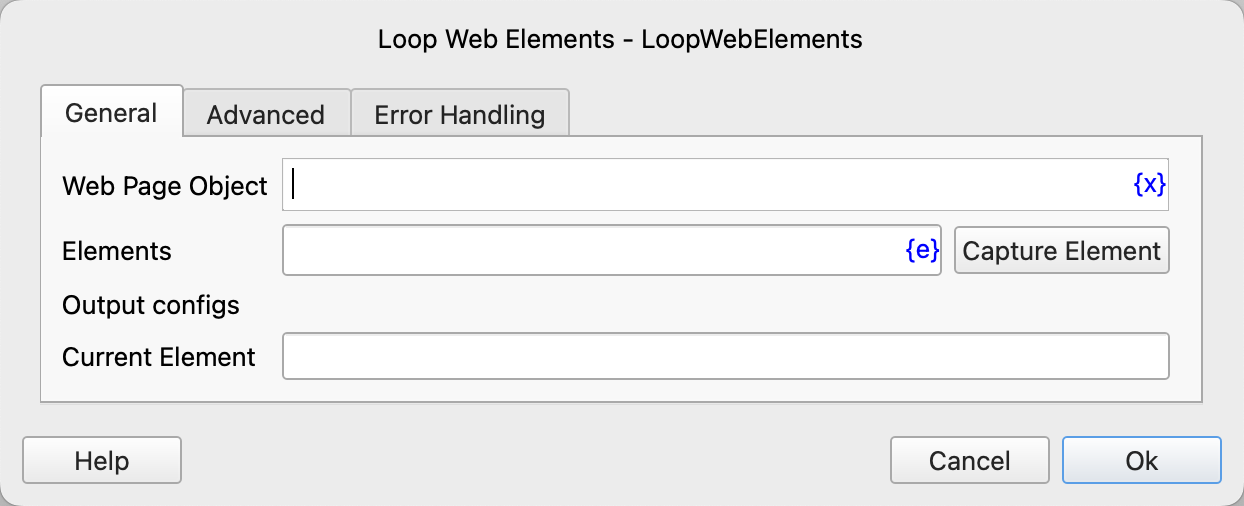 Loop Web Elements - LoopWebElements
General Advanced Error Handling
Web Page Object {x}
Elements {e} Capture Element
Output configs
Current Element
Help Cancel Ok